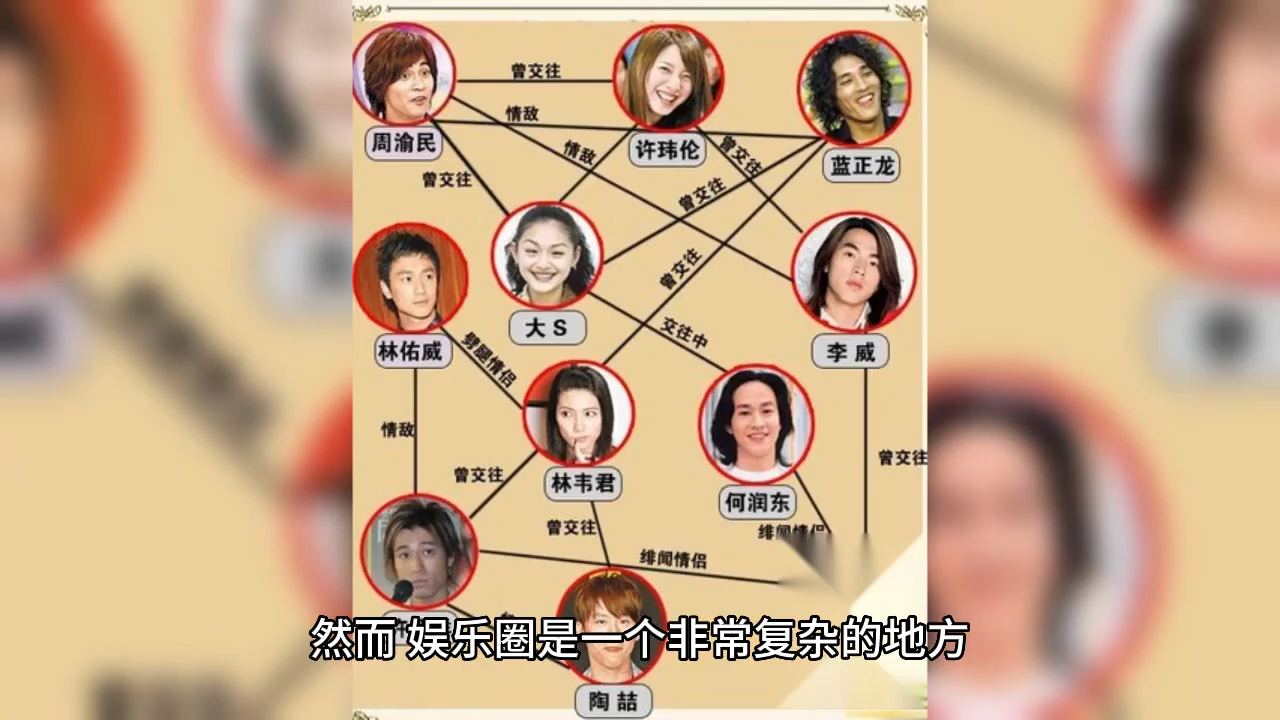 曾交往
情敌
情敌
周渝民
许玮伦
曾交往
蓝正龙
曾交往
曾交往
曾交往
大 S
交往中
林佑威
劈腿情侣
李 威
情敌
曾交往
曾交往
林韦君
何润东
曾交往
绯闻情侣
绯闻情侣
然而 娱乐圈是一个非常复杂的地方
陶 喆